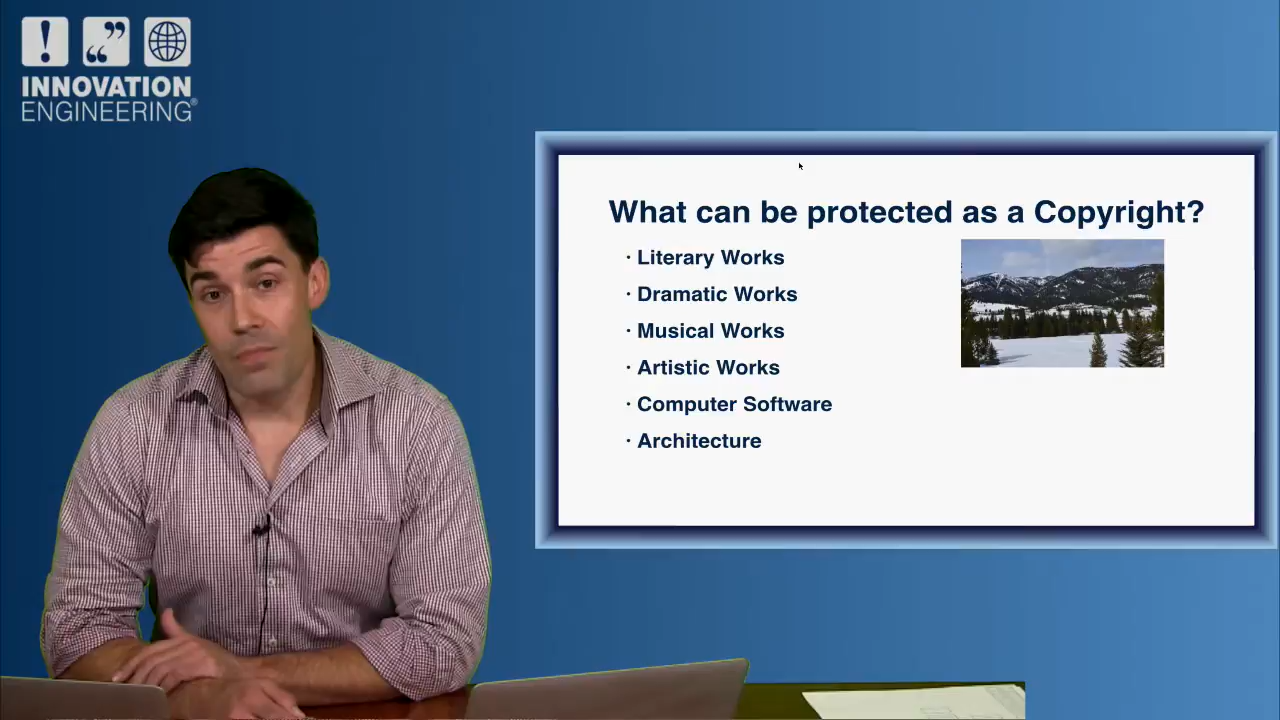 INNOVATION
ENGINEERING®
What can be protected as a Copyright?
· Literary Works
· Dramatic Works
· Musical Works
· Artistic Works
· Computer Software
· Architecture